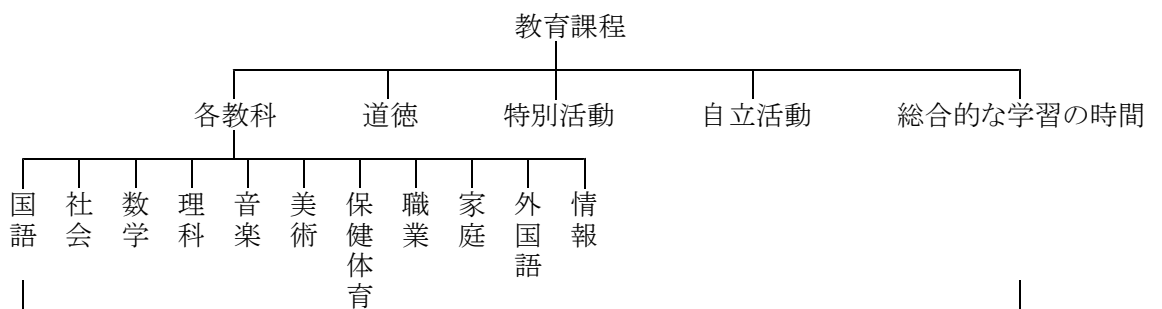 教育課程
各教科
道徳
特別活動
自立活動
総合的な学習の時間
国語
社会
数学
理科
音楽
美術
保健体育
職業
家庭
外国語
情報